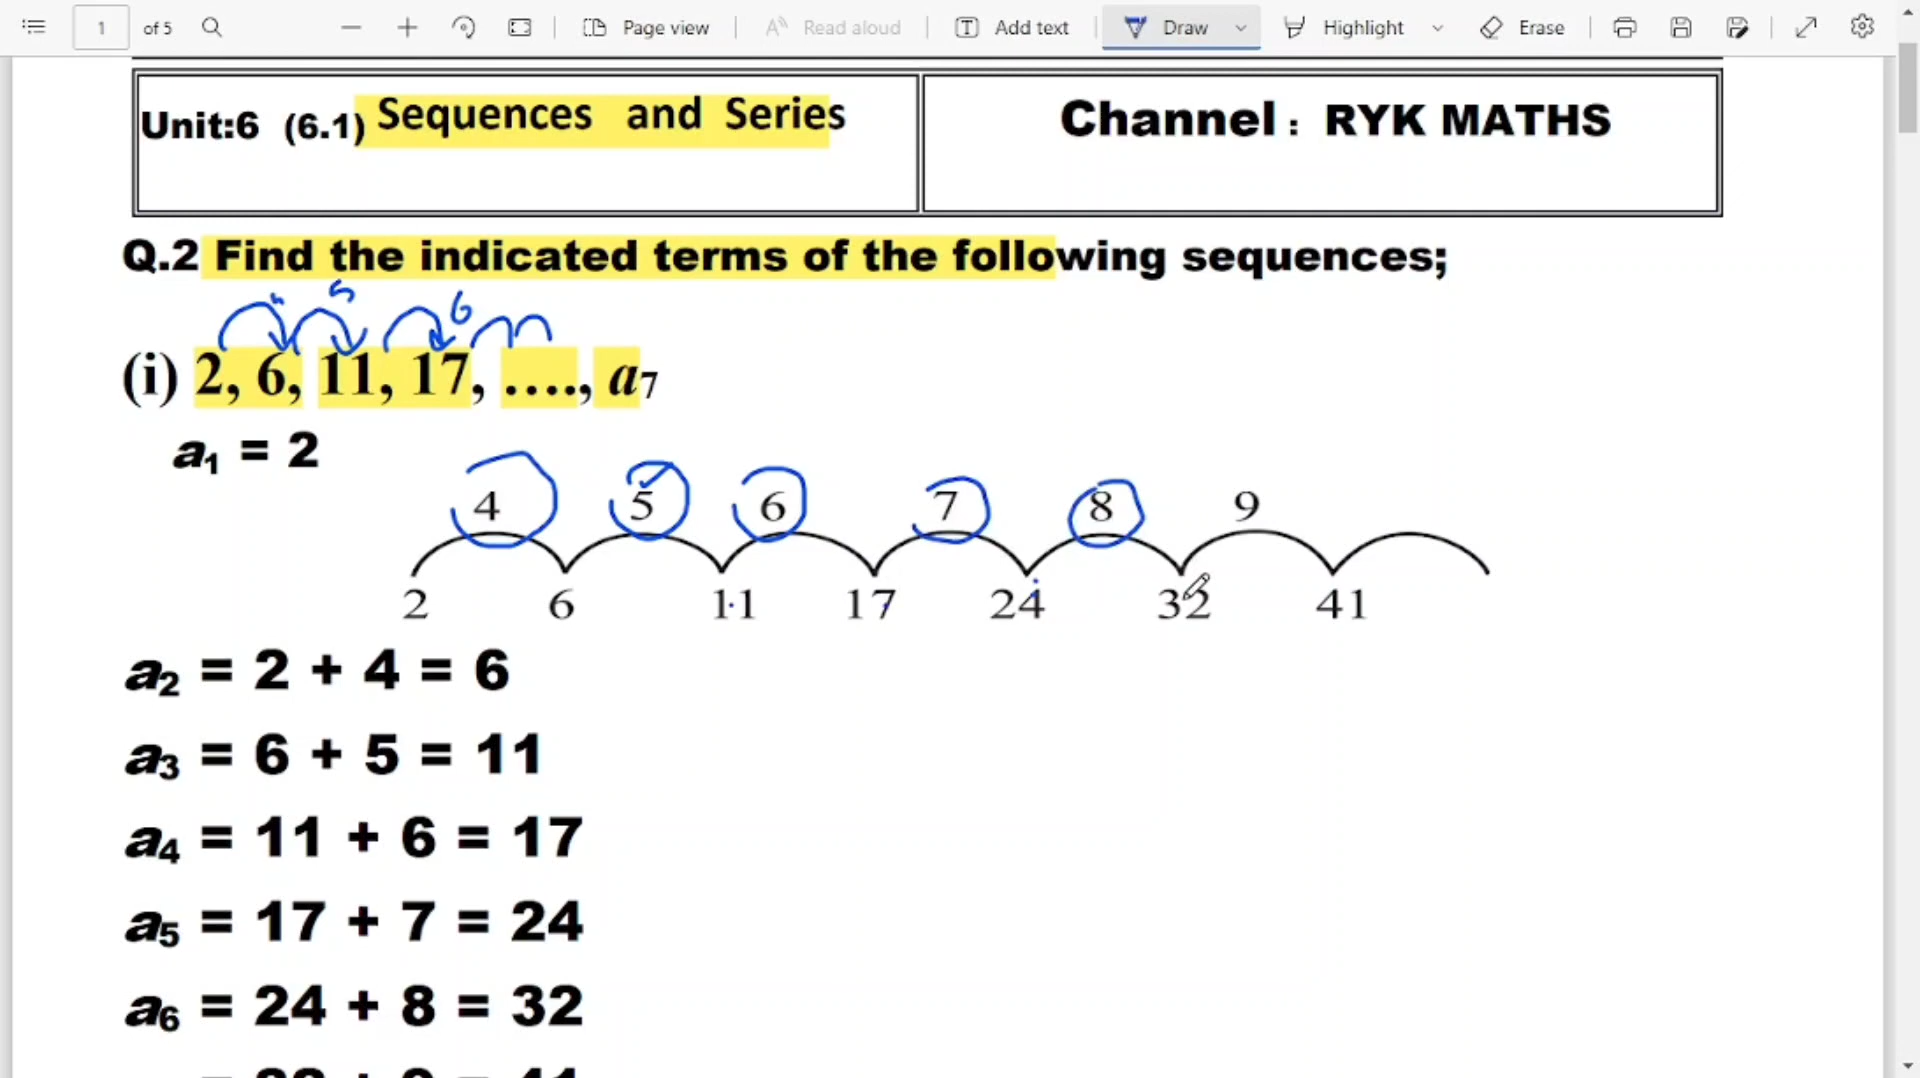 1 of 5 Page view Read aloud Add text Draw Highlight Erase
Unit:6 (6.1) Sequences and Series
Channel : RYK MATHS
Q.2 Find the indicated terms of the following sequences;
5 6
(i) 2, 6, 11, 17, ...., a7
a1 = 2
4 5 6 7 8 9
2 6 11 17 24 32 41
a2 = 2 + 4 = 6
a3 = 6 + 5 = 11
a4 = 11 + 6 = 17
a5 = 17 + 7 = 24
a6 = 24 + 8 = 32